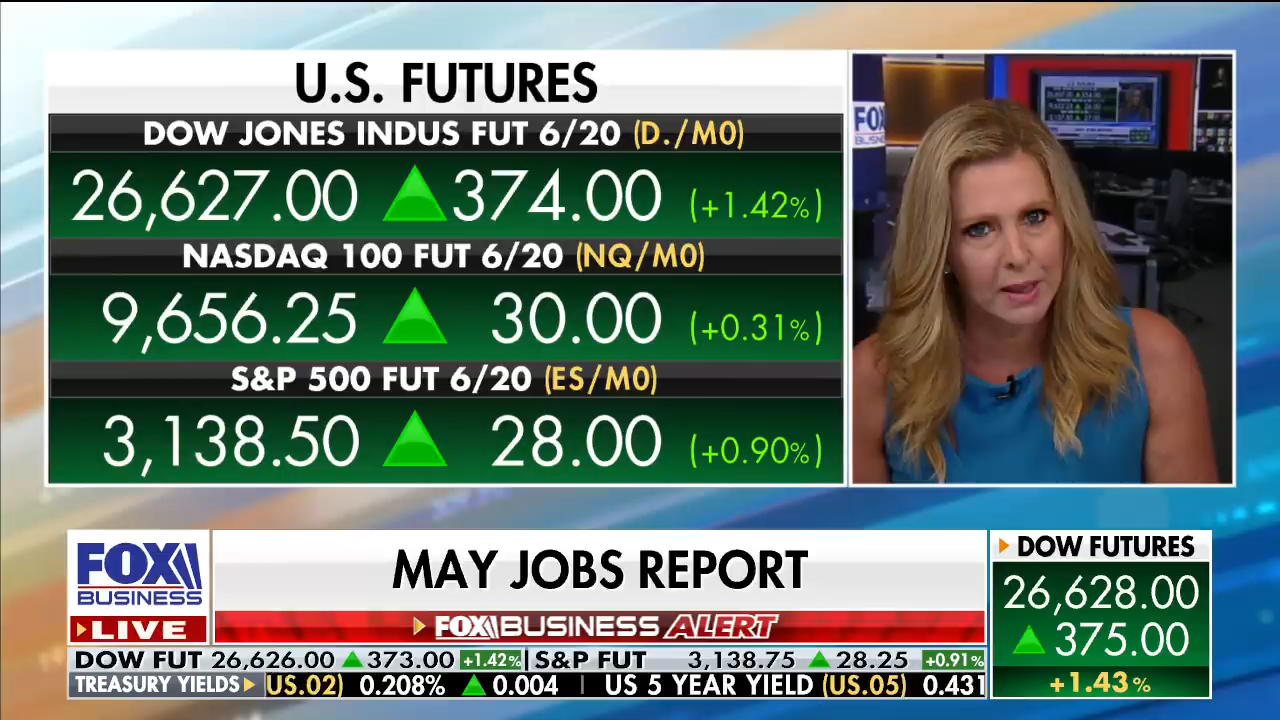 U.S. FUTURES
DOW JONES INDUS FUT 6/20 (D./M0)
26,627.00 ▲ 374.00 (+1.42%)
NASDAQ 100 FUT 6/20 (NQ/M0)
9,656.25 ▲ 30.00 (+0.31%)
S&P 500 FUT 6/20 (ES/M0)
3,138.50 ▲ 28.00 (+0.90%)
FOX
BUSINESS
FOX
BUSINESS
LIVE
MAY JOBS REPORT
FOX BUSINESS ALERT
DOW FUTURES
26,628.00
▲ 375.00
+1.43%
DOW FUT 26,626.00 ▲ 373.00 +1.42% S&P FUT 3,138.75 ▲ 28.25 +0.91%
TREASURY YIELDS US.02) 0.208% ▲ 0.004 | US 5 YEAR YIELD (US.05) 0.431